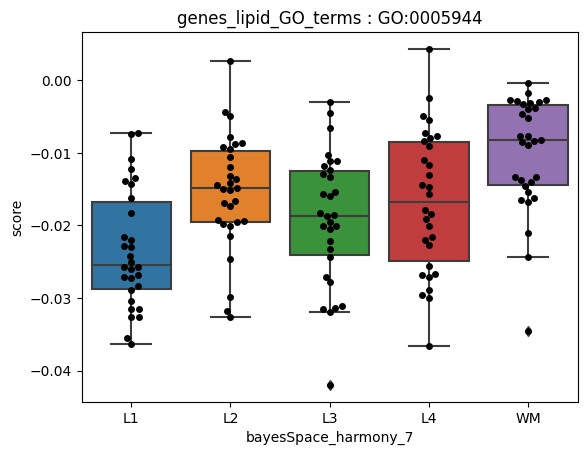 genes_lipid_GO_terms : GO:0005944
0.00
−0.01
−0.02
−0.03
−0.04
score
L1 L2 L3 L4 WM
bayesSpace_harmony_7